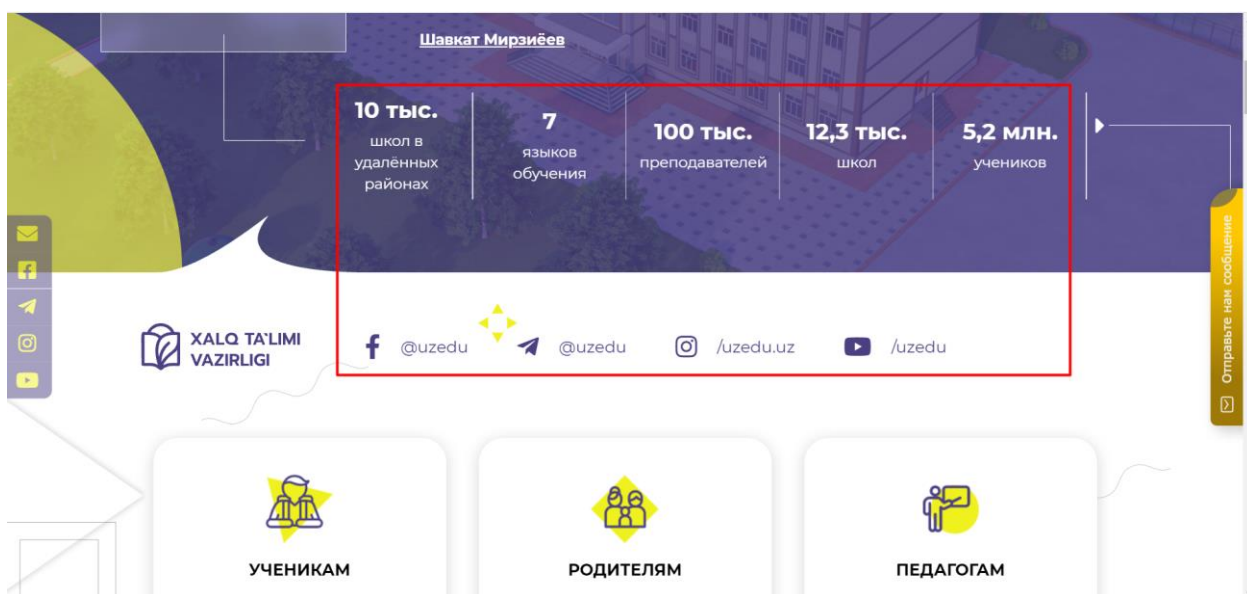 Шавкат Мирзиёев
10 тыс.
школ в
удалённых
районах
7
языков
обучения
100 тыс.
преподавателей
12,3 тыс.
школ
5,2 млн.
учеников
Отправьте нам сообщение
XALQ TA`LIMI
VAZIRLIGI
@uzedu
@uzedu
/uzedu.uz
/uzedu
УЧЕНИКАМ
РОДИТЕЛЯМ
ПЕДАГОГАМ